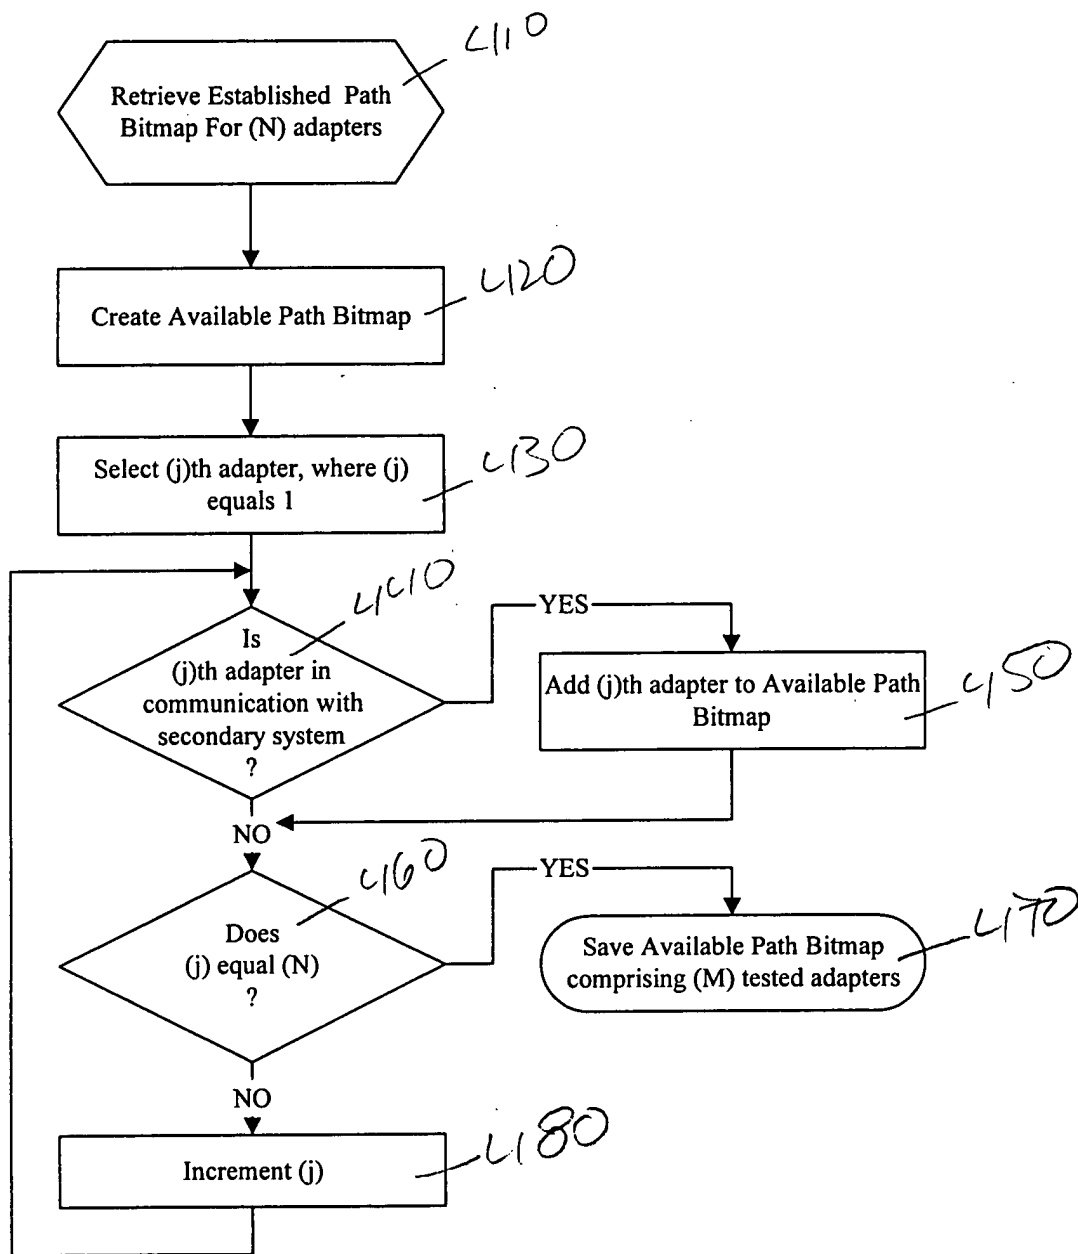 410
Retrieve Established Path
Bitmap For (N) adapters
420
Create Available Path Bitmap
430
Select (j)th adapter, where (j)
equals 1
440
YES
Is
(j)th adapter in
communication with
secondary system
?
450
Add (j)th adapter to Available Path
Bitmap
NO
460
YES
Does
(j) equal (N)
?
470
Save Available Path Bitmap
comprising (M) tested adapters
NO
480
Increment (j)